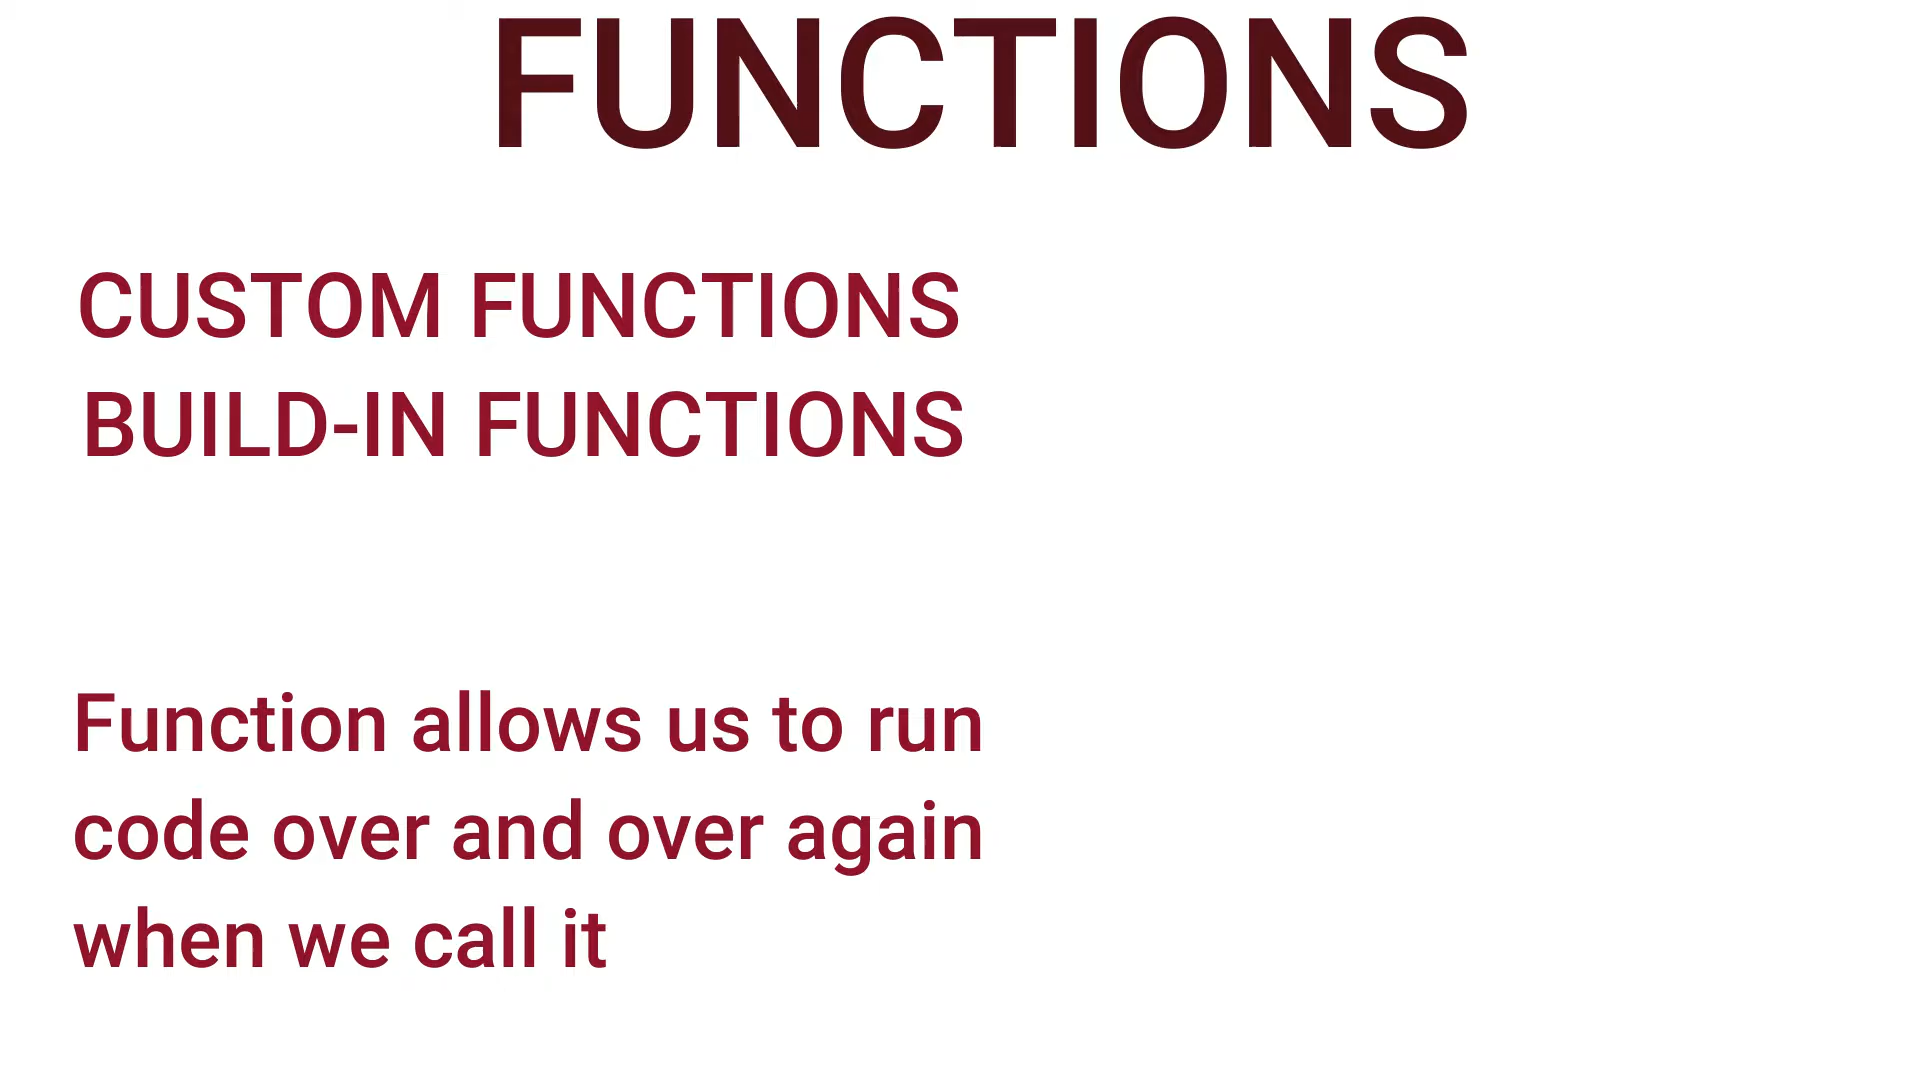 FUNCTIONS
CUSTOM FUNCTIONS
BUILD-IN FUNCTIONS
Function allows us to run
code over and over again
when we call it